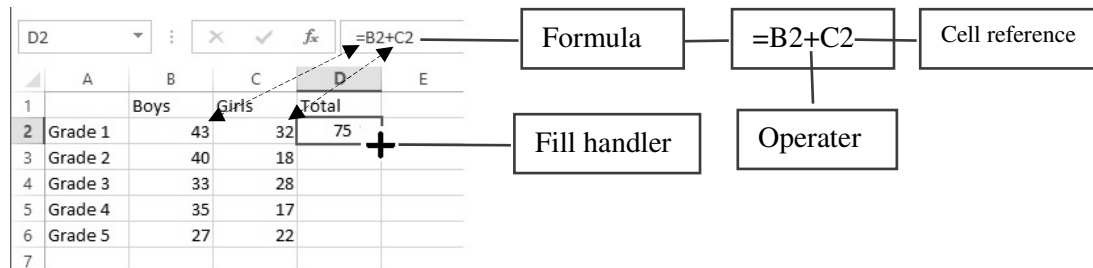 D2 fx =B2+C2 Formula =B2+C2 Cell reference
A B C D E
1 Boys Girls Total
2 Grade 1 43 32 75
Fill handler Operater
3 Grade 2 40 18
4 Grade 3 33 28
5 Grade 4 35 17
6 Grade 5 27 22
7